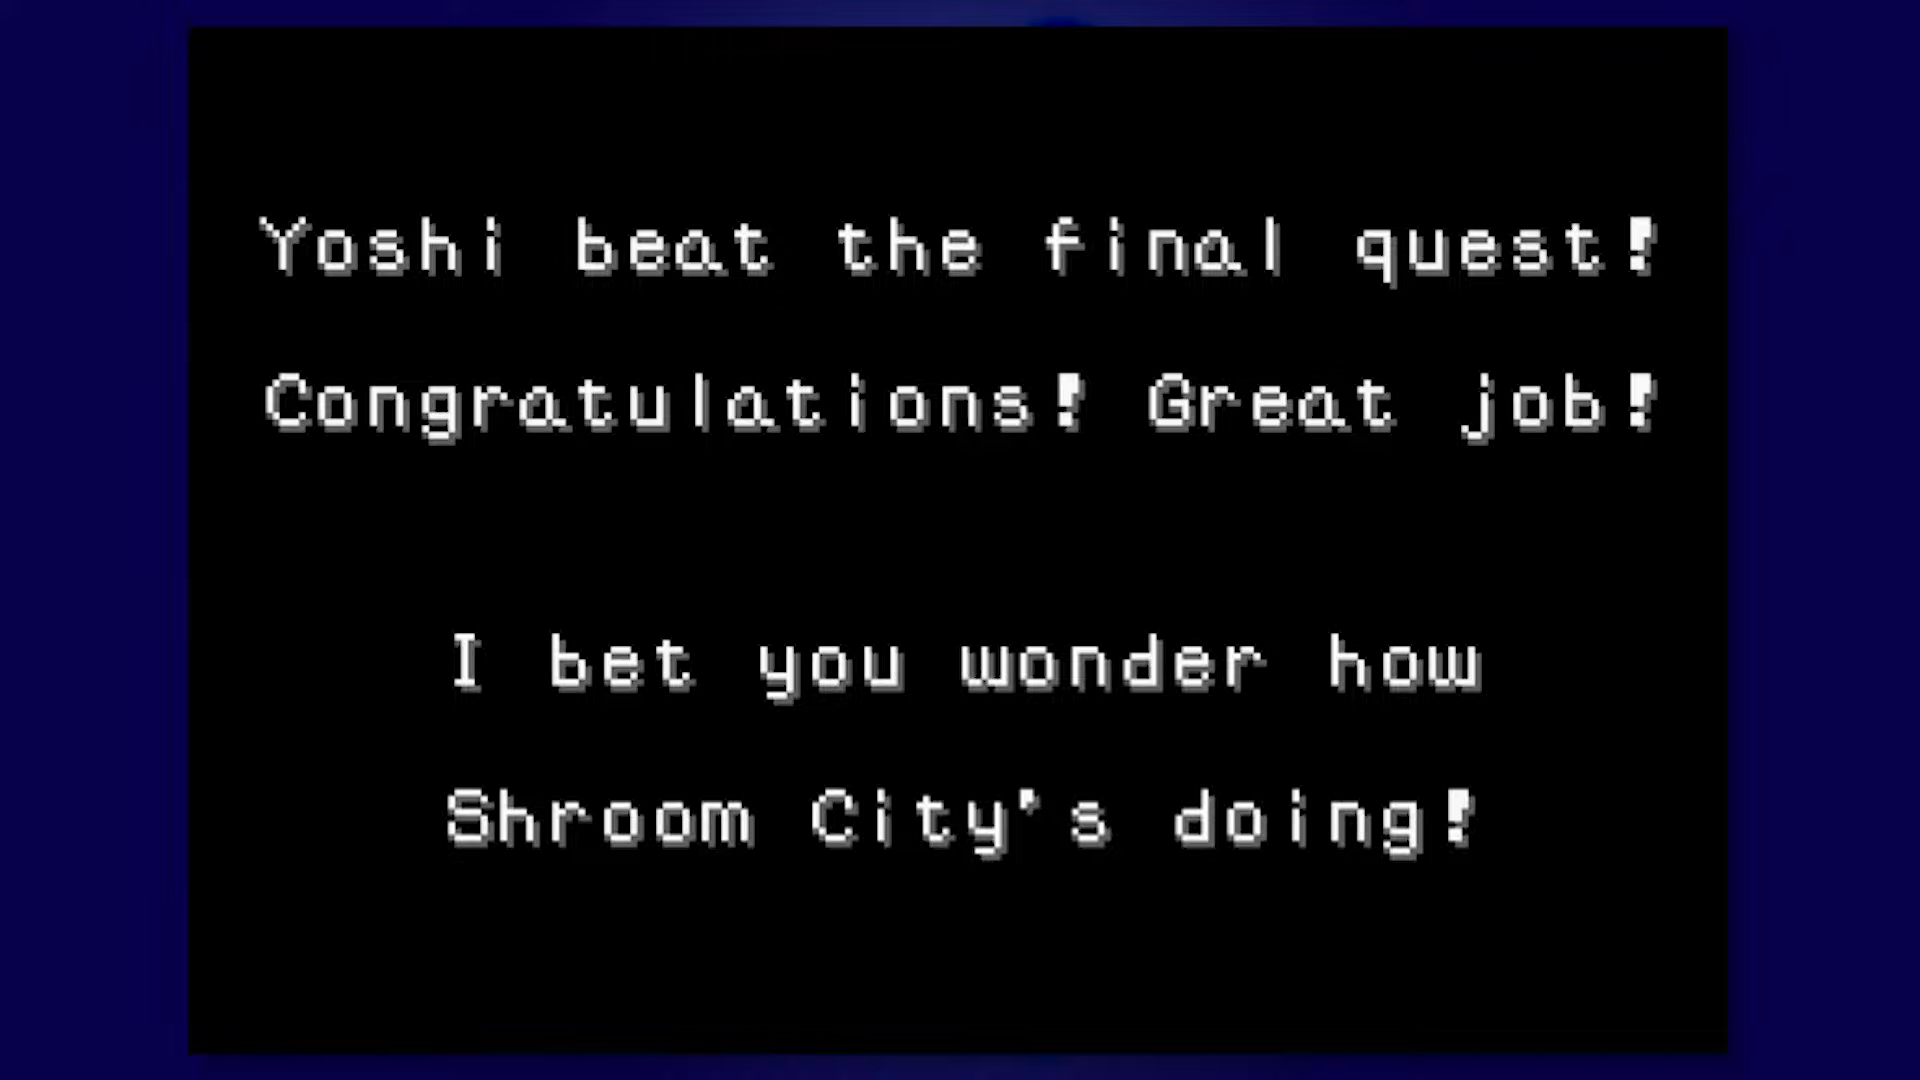 Yoshi beat the final quest!
Congratulations! Great job!
I bet you wonder how
Shroom City's doing!